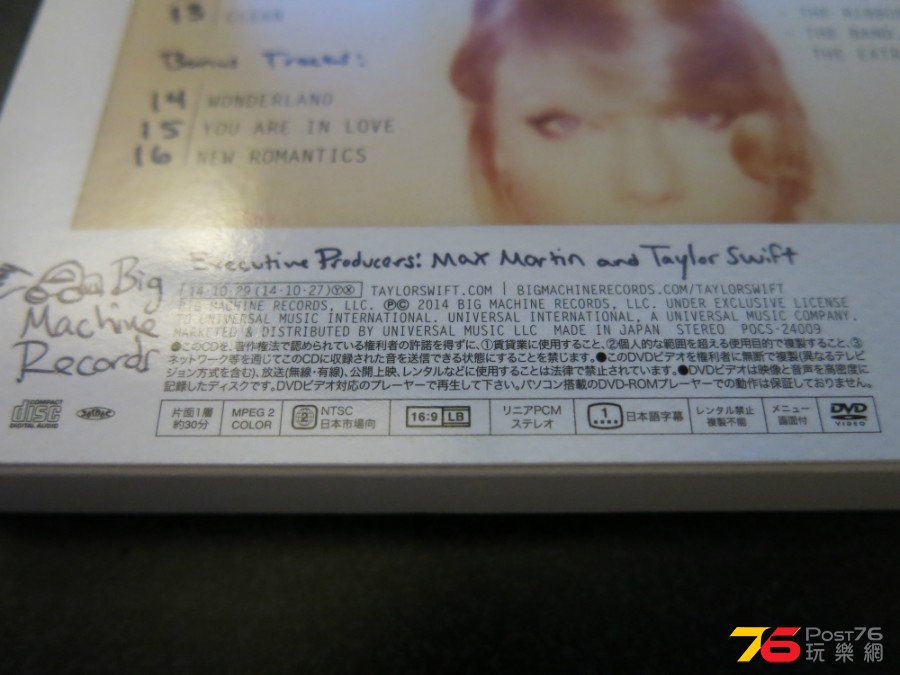 13 / CLEAN
- THE
- THE BAND
THE EXTRA
Bonus Tracks:
14 / WONDERLAND
15 / YOU ARE IN LOVE
16 / NEW ROMANTICS
Executive Producers: Max Martin and Taylor Swift
Big Machine Records
14·10·29 (14·10·27) ⓎⓍ TAYLORSWIFT.COM | BIGMACHINERECORDS.COM/TAYLORSWIFT
BIG MACHINE RECORDS, LLC. ℗© 2014 BIG MACHINE RECORDS, LLC. UNDER EXCLUSIVE LICENSE
TO UNIVERSAL MUSIC INTERNATIONAL. UNIVERSAL INTERNATIONAL, A UNIVERSAL MUSIC COMPANY.
MARKETED & DISTRIBUTED BY UNIVERSAL MUSIC LLC MADE IN JAPAN STEREO POCS-24009
●このCDを、著作権法で認められている権利者の許諾を得ずに、①賃貸業に使用すること、②個人的な範囲を超える使用目的で複製すること、③
ネットワーク等を通じてこのCDに収録された音を送信できる状態にすることを禁じます。●このDVDビデオを権利者に無断で複製(異なるテレビ
ジョン方式を含む)、放送(無線・有線)、公開上映、レンタルなどに使用することは法律で禁止されています。●DVDビデオは映像と音声を高密度に
記録したディスクです。DVDビデオ対応のプレーヤーで再生して下さい。パソコン搭載のDVD-ROMプレーヤーでの動作は保証しておりません。
COMPACT disc DIGITAL AUDIO
片面1層 約30分
MPEG 2 COLOR
2 NTSC 日本市場向
16:9 LB
リニアPCM ステレオ
1 日本語字幕
レンタル禁止 複製不能
メニュー 画面付
DVD VIDEO
76 Post76
玩樂網